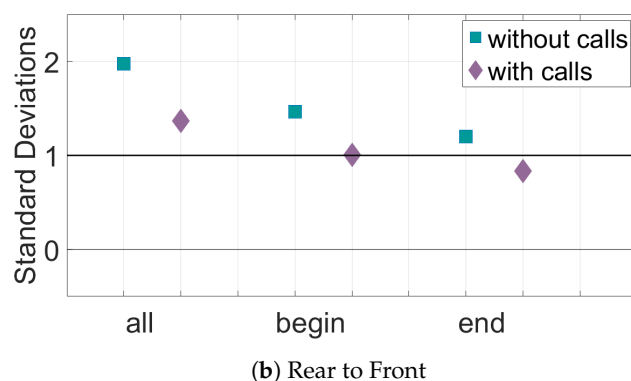 without calls
with calls
Standard Deviations
2
1
0
all
begin
end
(b) Rear to Front